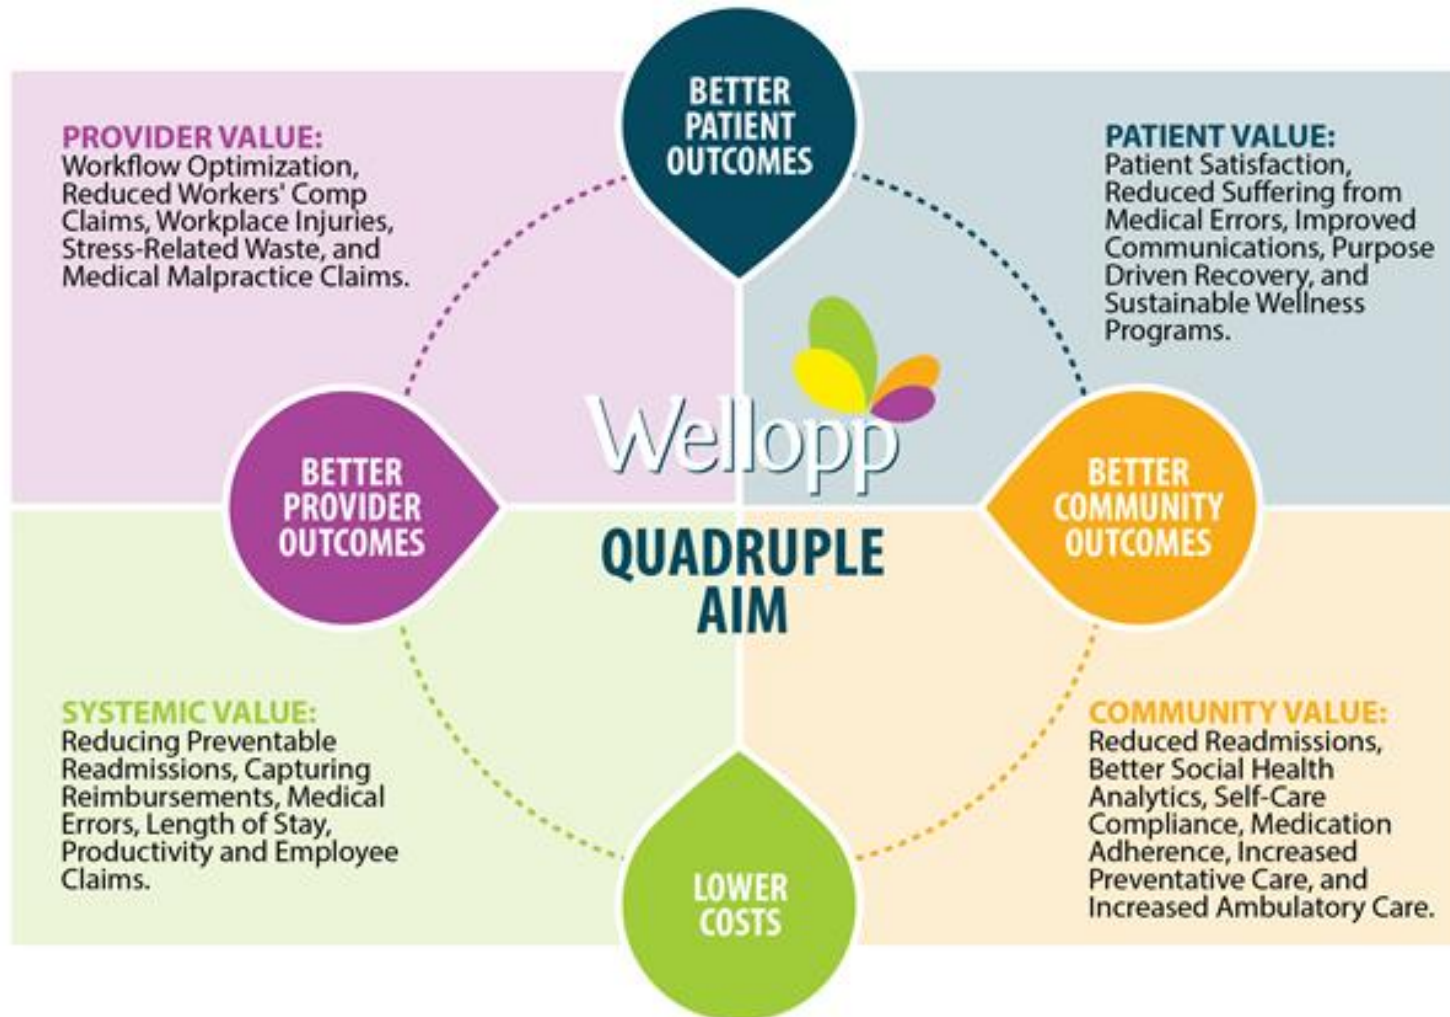 BETTER
PATIENT
OUTCOMES
PROVIDER VALUE:
Workflow Optimization,
Reduced Workers' Comp
Claims, Workplace Injuries,
Stress-Related Waste, and
Medical Malpractice Claims.
PATIENT VALUE:
Patient Satisfaction,
Reduced Suffering from
Medical Errors, Improved
Communications, Purpose
Driven Recovery, and
Sustainable Wellness
Programs.
Wellopp
QUADRUPLE
AIM
BETTER
PROVIDER
OUTCOMES
BETTER
COMMUNITY
OUTCOMES
SYSTEMIC VALUE:
Reducing Preventable
Readmissions, Capturing
Reimbursements, Medical
Errors, Length of Stay,
Productivity and Employee
Claims.
COMMUNITY VALUE:
Reduced Readmissions,
Better Social Health
Analytics, Self-Care
Compliance, Medication
Adherence, Increased
Preventative Care, and
Increased Ambulatory Care.
LOWER
COSTS